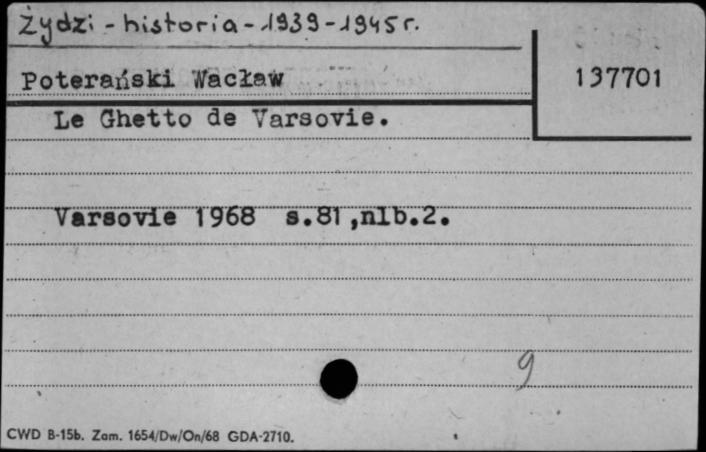 Żydzi - historia - 1939-1945 r.
Poterański Wacław
137701
Le Ghetto de Varsovie.
Varsovie 1968 s.81,nlb.2.
9
CWD B-15b. Zam. 1654/Dw/On/68 GDA-2710.